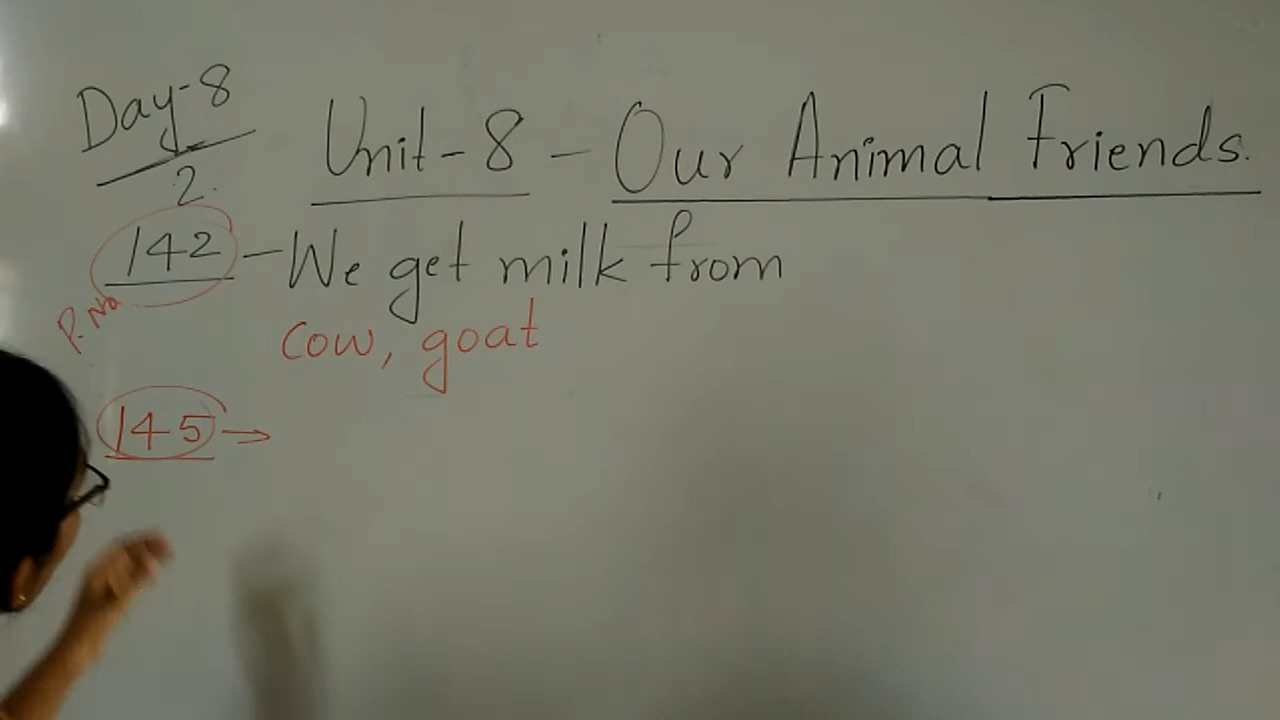 Day-8
2.
Unit-8 - Our Animal Friends.
142 - We get milk from
P. No
cow, goat
145 →